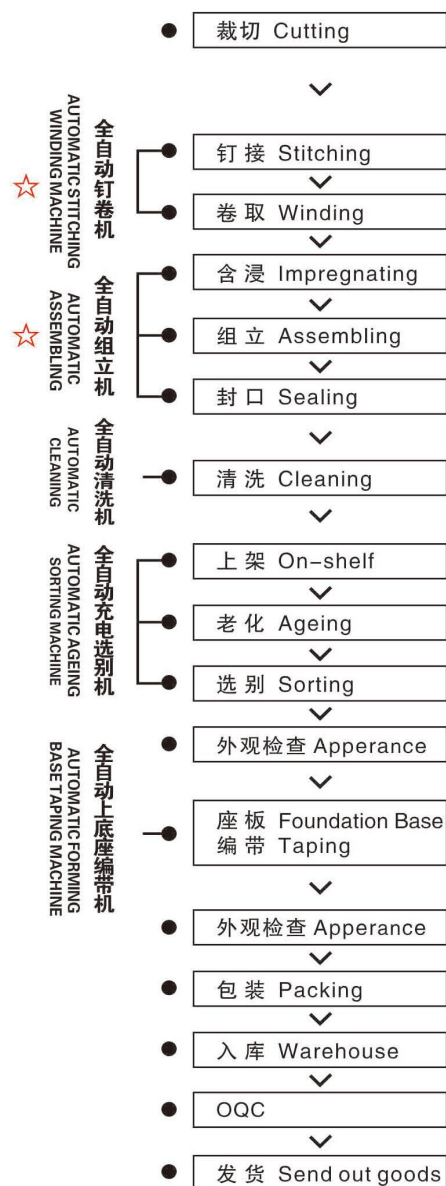 裁切 Cutting
全自动钉卷机
AUTOMATIC STITCHING
WINDING MACHINE
钉接 Stitching
卷取 Winding
全自动组立机
AUTOMATIC
ASSEMBLING
含浸 Impregnating
组立 Assembling
封口 Sealing
全自动清洗机
AUTOMATIC
CLEANING
清洗 Cleaning
全自动充电选别机
AUTOMATIC AGEING
SORTING MACHINE
上架 On-shelf
老化 Ageing
选别 Sorting
外观检查 Apperance
全自动上底座编带机
AUTOMATIC FORMING
BASE TAPING MACHINE
座板 Foundation Base
编带 Taping
外观检查 Apperance
包装 Packing
入库 Warehouse
OQC
发货 Send out goods